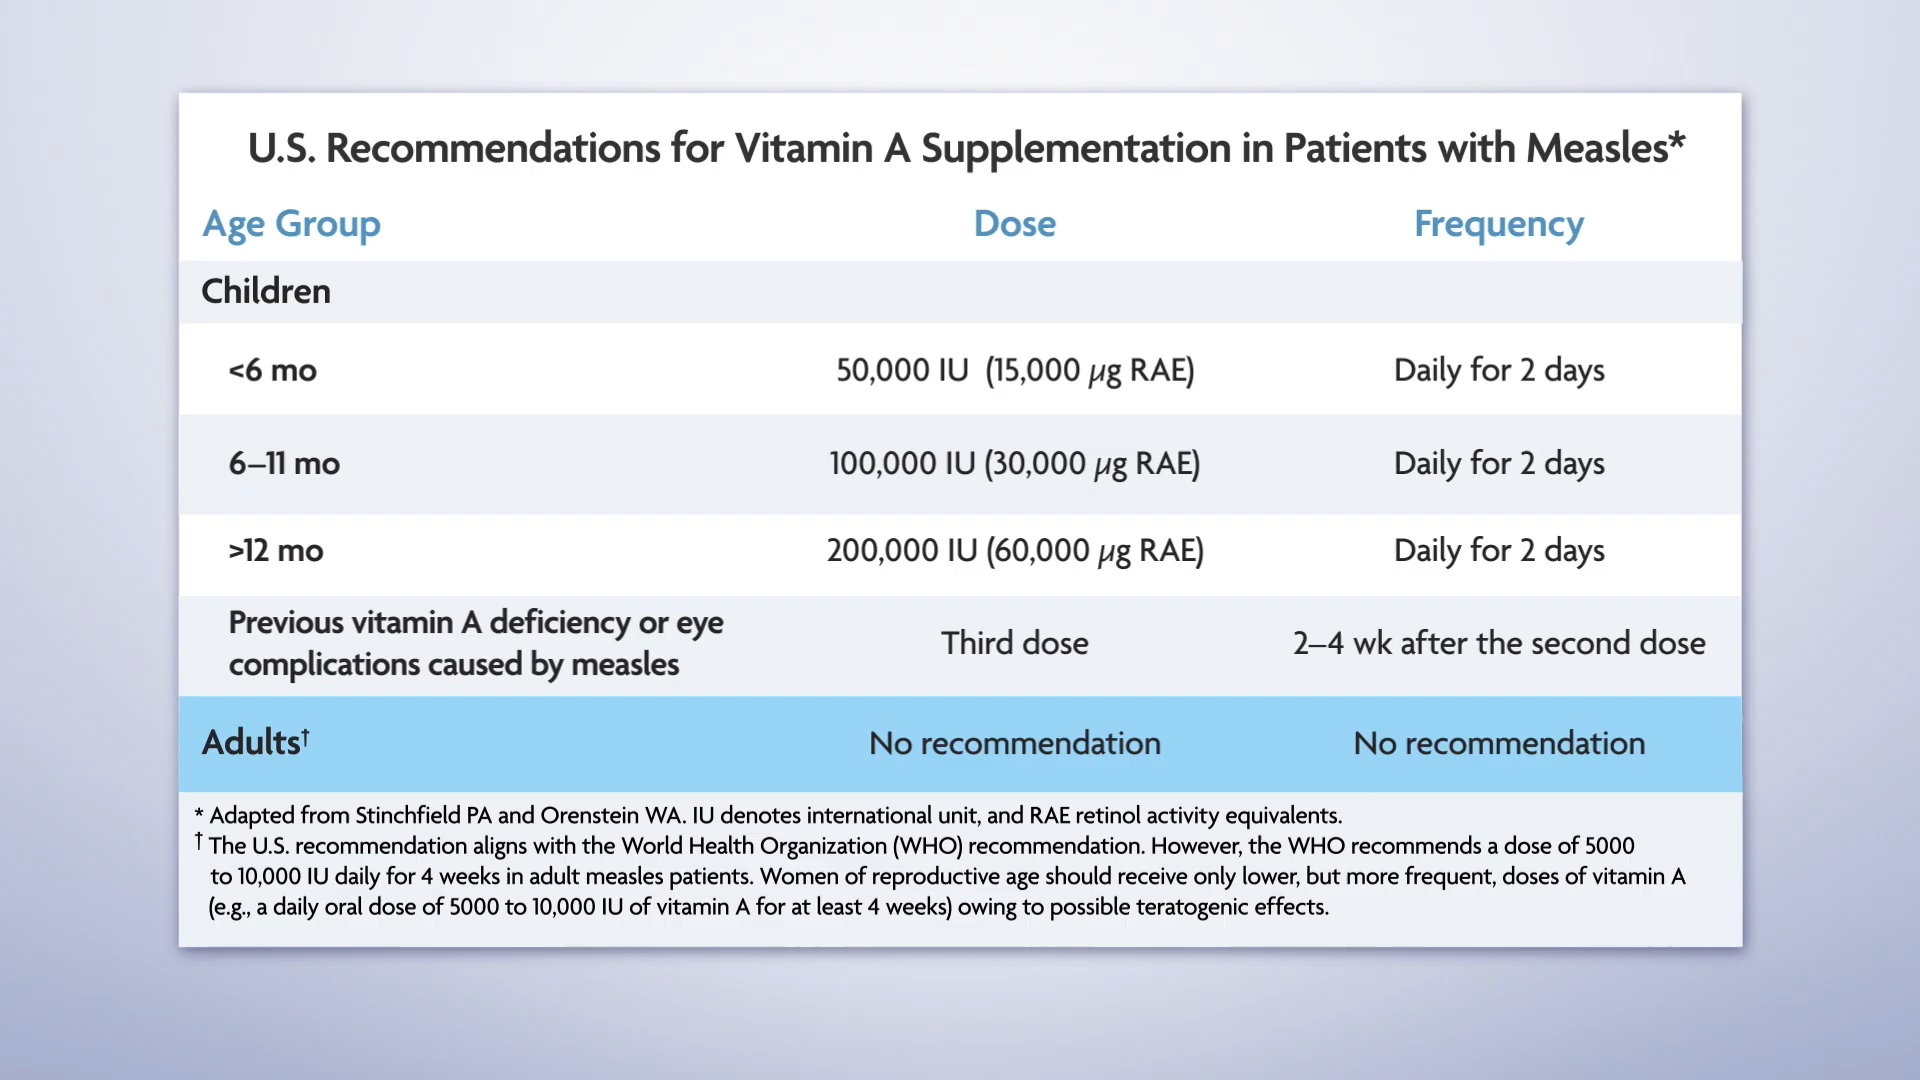 U.S. Recommendations for Vitamin A Supplementation in Patients with Measles*
Age Group Dose Frequency
Children
<6 mo 50,000 IU (15,000 µg RAE) Daily for 2 days
6–11 mo 100,000 IU (30,000 µg RAE) Daily for 2 days
>12 mo 200,000 IU (60,000 µg RAE) Daily for 2 days
Previous vitamin A deficiency or eye
complications caused by measles Third dose 2–4 wk after the second dose
Adults† No recommendation No recommendation
* Adapted from Stinchfield PA and Orenstein WA. IU denotes international unit, and RAE retinol activity equivalents.
† The U.S. recommendation aligns with the World Health Organization (WHO) recommendation. However, the WHO recommends a dose of 5000
to 10,000 IU daily for 4 weeks in adult measles patients. Women of reproductive age should receive only lower, but more frequent, doses of vitamin A
(e.g., a daily oral dose of 5000 to 10,000 IU of vitamin A for at least 4 weeks) owing to possible teratogenic effects.